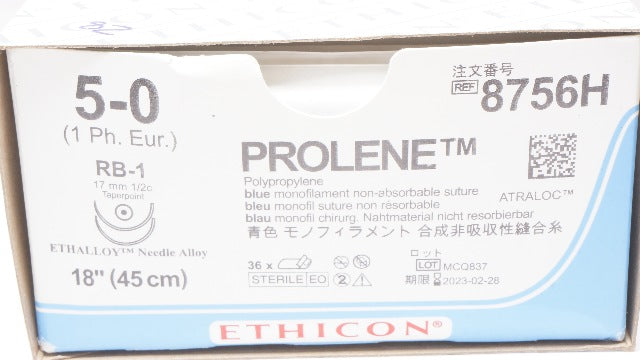 5-0
(1 Ph. Eur.)
RB-1
17 mm 1/2c
Taperpoint
ETHALLOY™ Needle Alloy
18" (45 cm)
注文番号
REF 8756H
PROLENE™
Polypropylene
blue monofilament non-absorbable suture
bleu monofil suture non résorbable
blau monofil chirurg. Nahtmaterial nicht resorbierbar
青色 モノフィラメント 合成非吸収性縫合糸
ATRALOC™
36 x
STERILE EO
2
ロット
LOT MCQ837
期限 2023-02-28
ETHICON®